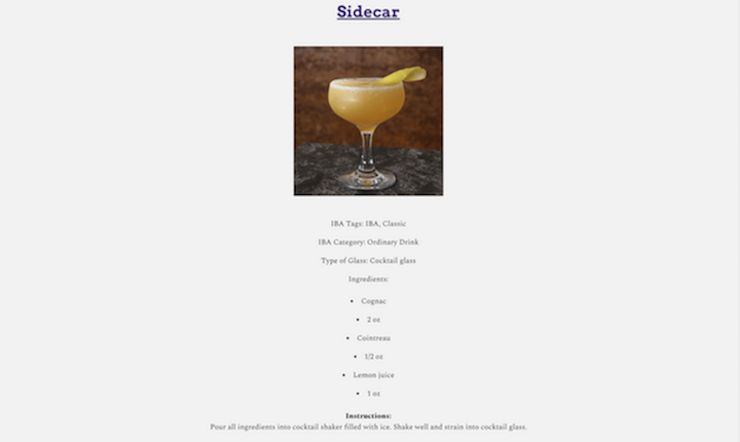 Sidecar
IBA Tags: IBA, Classic
IBA Category: Ordinary Drink
Type of Glass: Cocktail glass
Ingredients:
• Cognac
• 2 oz
• Cointreau
• 1/2 oz
• Lemon juice
• 1 oz
Instructions:
Pour all ingredients into cocktail shaker filled with ice. Shake well and strain into cocktail glass.